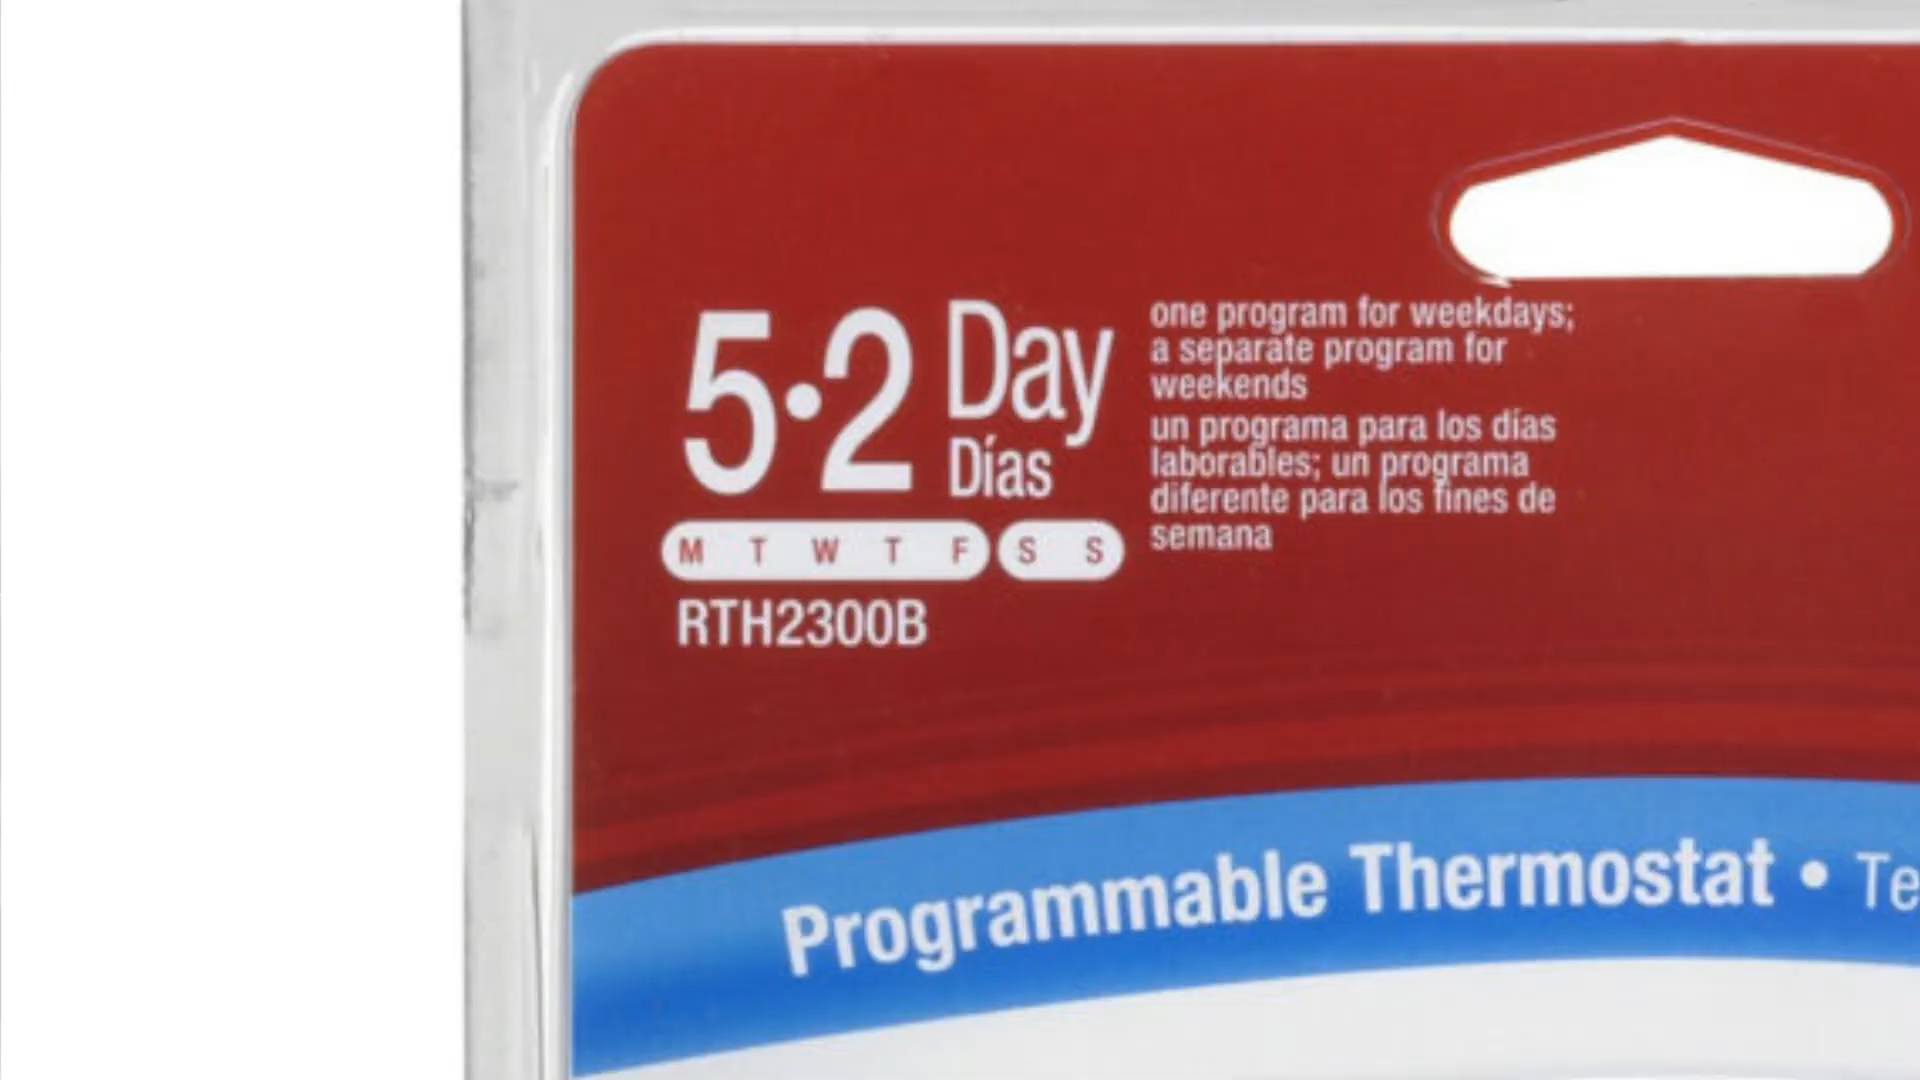 5•2 Day
Días
one program for weekdays;
a separate program for
weekends
un programa para los días
laborables; un programa
diferente para los fines de
semana
M T W T F S S
RTH2300B
Programmable Thermostat • Te